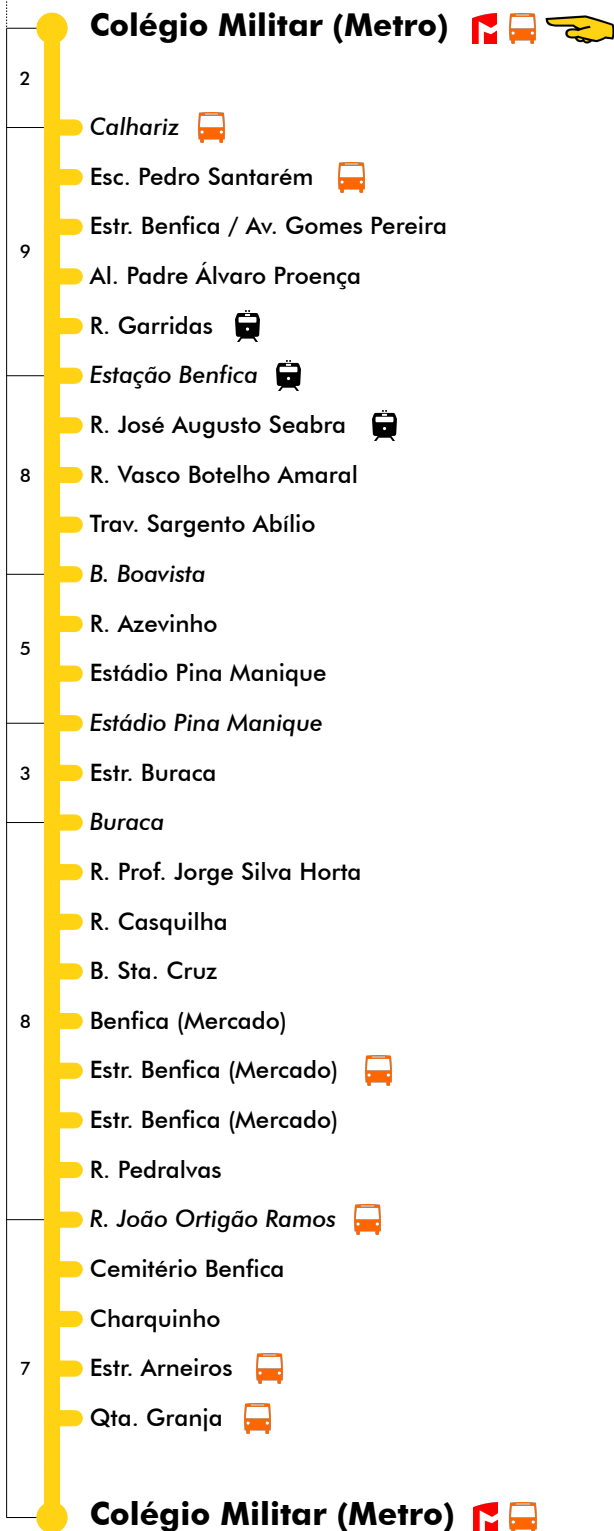 Colégio Militar (Metro)
2
Calhariz
Esc. Pedro Santarém
Estr. Benfica / Av. Gomes Pereira
9
Al. Padre Álvaro Proença
R. Garridas
Estação Benfica
R. José Augusto Seabra
8
R. Vasco Botelho Amaral
Trav. Sargento Abílio
B. Boavista
R. Azevinho
5
Estádio Pina Manique
Estádio Pina Manique
3
Estr. Buraca
Buraca
R. Prof. Jorge Silva Horta
R. Casquilha
B. Sta. Cruz
8
Benfica (Mercado)
Estr. Benfica (Mercado)
Estr. Benfica (Mercado)
R. Pedralvas
R. João Ortigão Ramos
Cemitério Benfica
Charquinho
7
Estr. Arneiros
Qta. Granja
Colégio Militar (Metro)